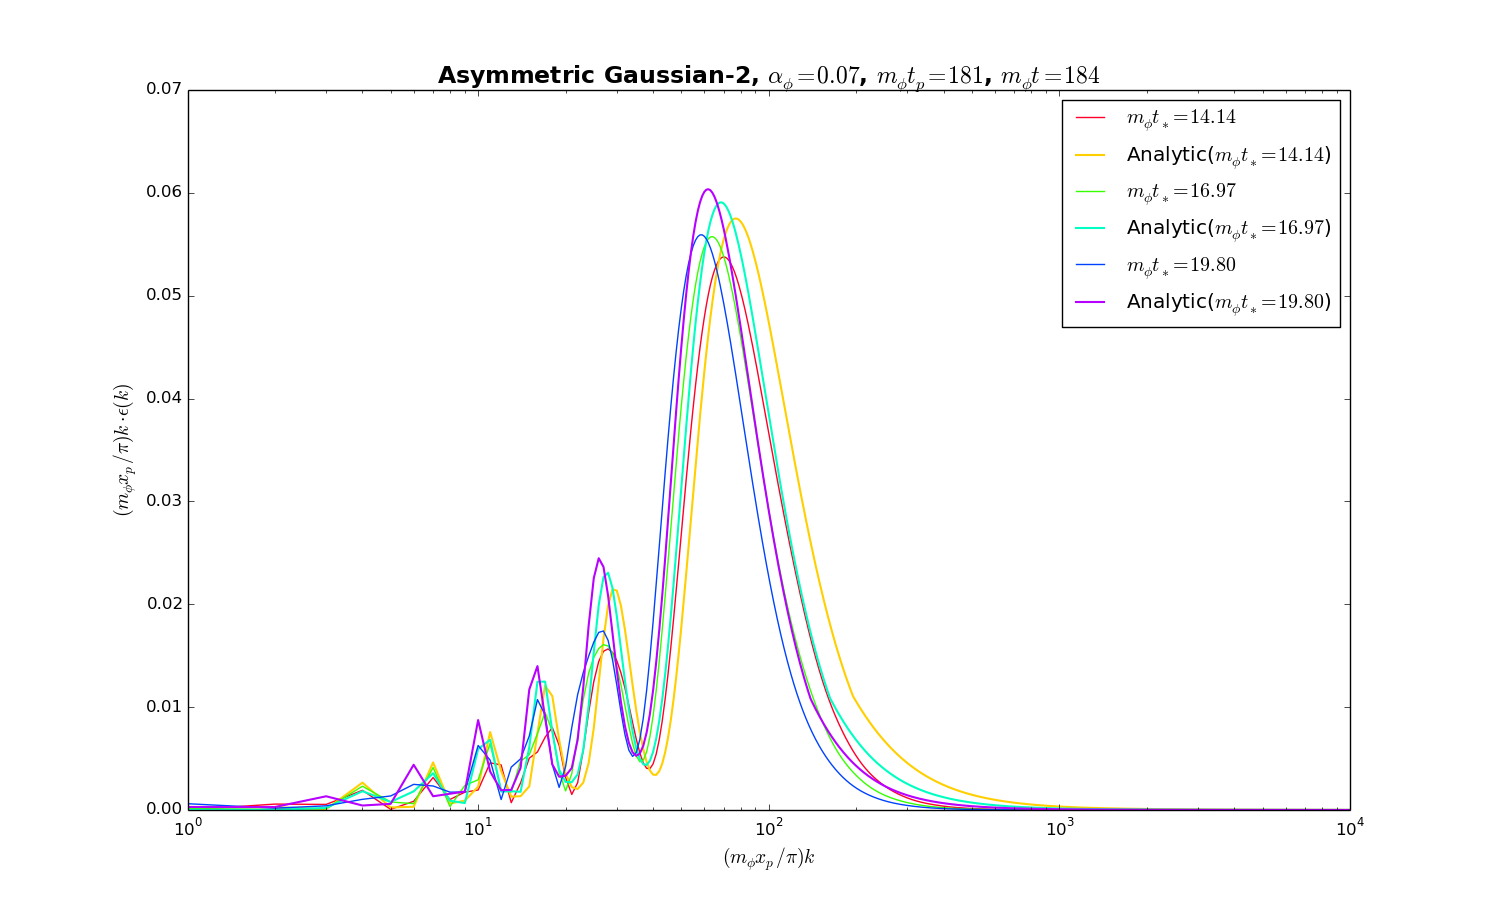 Asymmetric Gaussian-2, α_ϕ=0.07, m_ϕt_p=181, m_ϕt=184
0.07
0.06
0.05
0.04
0.03
0.02
0.01
0.00
(m_ϕx_p/π)k·ϵ(k)
m_ϕt_*=14.14
Analytic(m_ϕt_*=14.14)
m_ϕt_*=16.97
Analytic(m_ϕt_*=16.97)
m_ϕt_*=19.80
Analytic(m_ϕt_*=19.80)
10^0 10^1 10^2 10^3 10^4
(m_ϕx_p/π)k